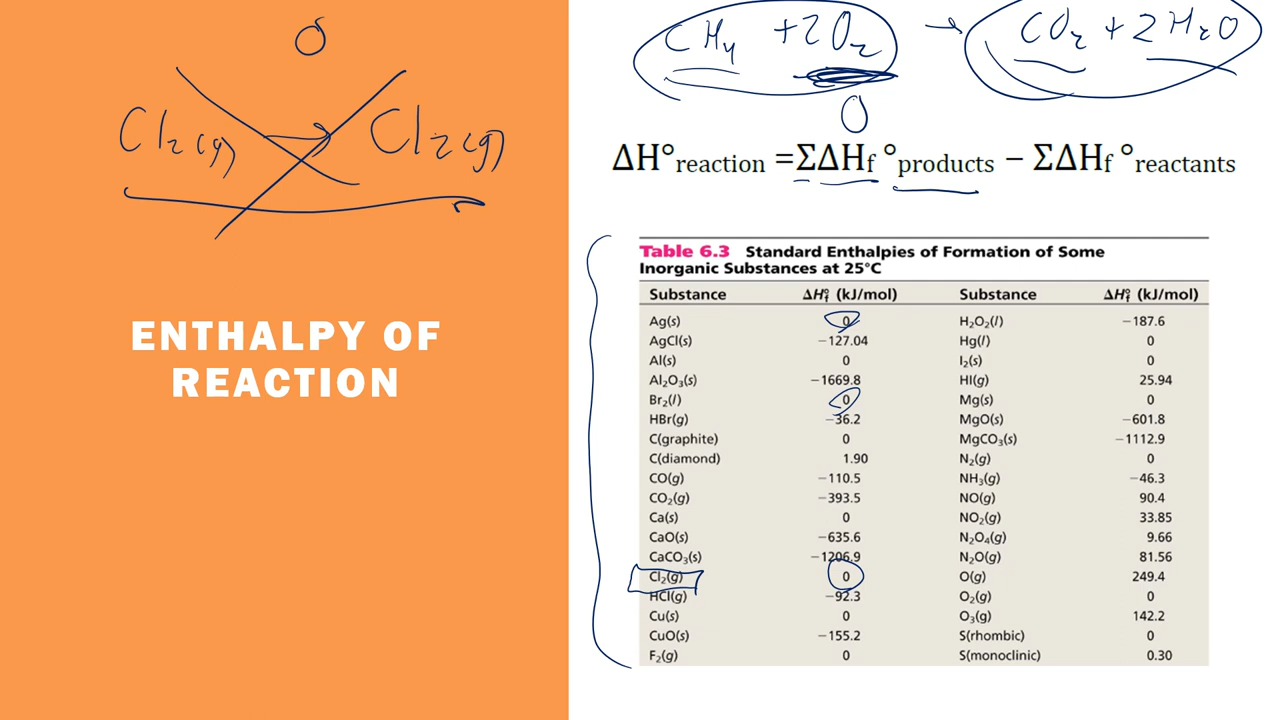 O
Cl₂(g) → Cl₂(g)
ENTHALPY OF
REACTION
CH₄ + 2O₂ → CO₂ + 2H₂O
O
ΔH°reaction =ΣΔHf °products − ΣΔHf °reactants
Table 6.3 Standard Enthalpies of Formation of Some
Inorganic Substances at 25°C
Substance ΔH°f (kJ/mol) Substance ΔH°f (kJ/mol)
Ag(s) 0 H₂O₂(l) −187.6
AgCl(s) −127.04 Hg(l) 0
Al(s) 0 I₂(s) 0
Al₂O₃(s) −1669.8 HI(g) 25.94
Br₂(l) 0 Mg(s) 0
HBr(g) −36.2 MgO(s) −601.8
C(graphite) 0 MgCO₃(s) −1112.9
C(diamond) 1.90 N₂(g) 0
CO(g) −110.5 NH₃(g) −46.3
CO₂(g) −393.5 NO(g) 90.4
Ca(s) 0 NO₂(g) 33.85
CaO(s) −635.6 N₂O₄(g) 9.66
CaCO₃(s) −1206.9 N₂O(g) 81.56
Cl₂(g) 0 O(g) 249.4
HCl(g) −92.3 O₂(g) 0
Cu(s) 0 O₃(g) 142.2
CuO(s) −155.2 S(rhombic) 0
F₂(g) 0 S(monoclinic) 0.30